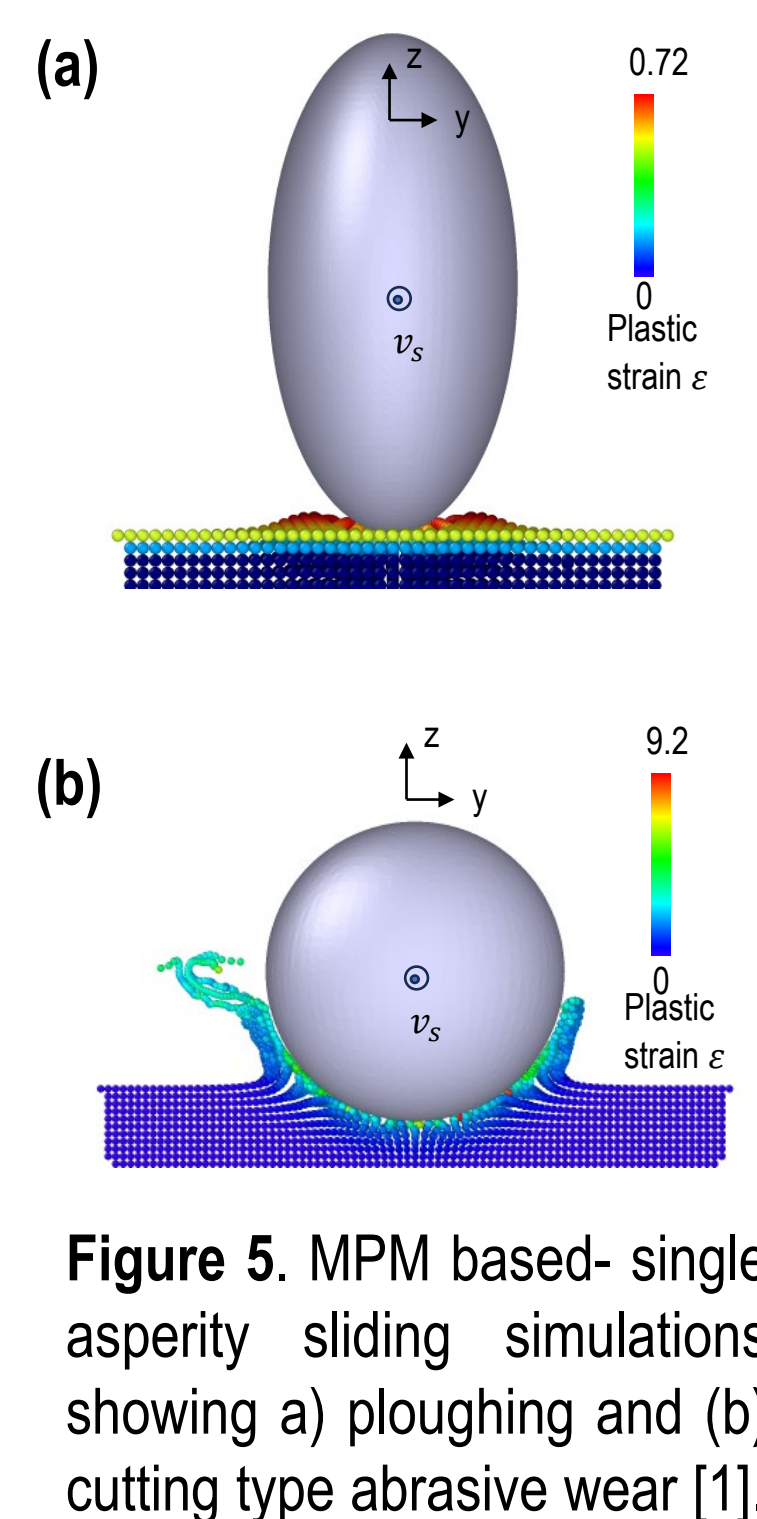 (a)
z
y
v_s
0.72
0
Plastic
strain ε
(b)
z
y
v_s
9.2
0
Plastic
strain ε
Figure 5. MPM based- single
asperity sliding simulations
showing a) ploughing and (b)
cutting type abrasive wear [1].